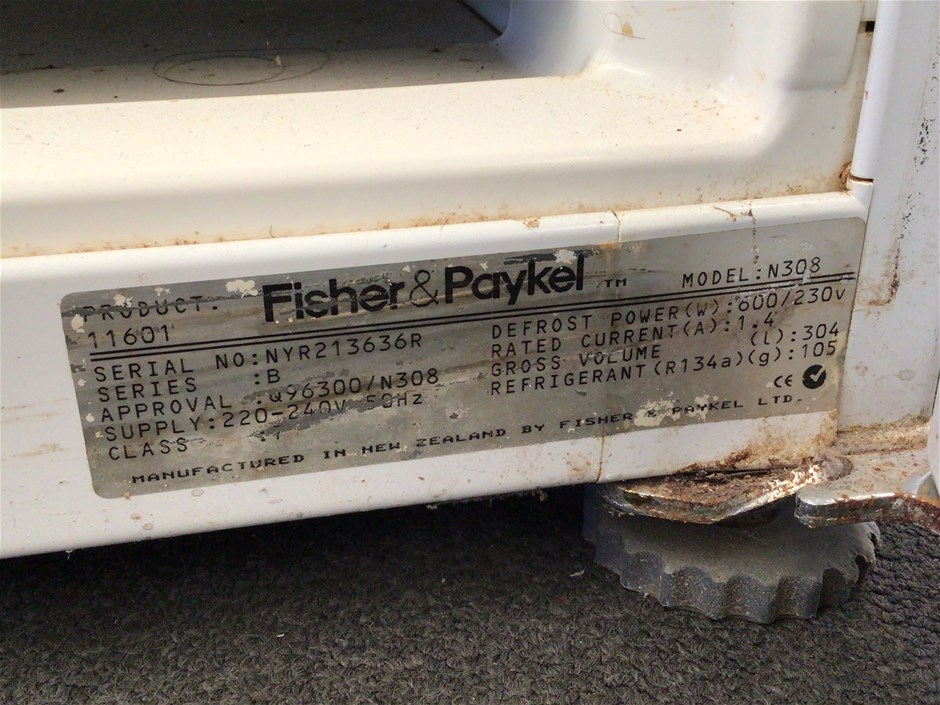 PRODUCT:
11601
Fisher&Paykel TM
MODEL:N308
SERIAL NO:NYR213636R
SERIES :B
APPROVAL :Q96300/N308
SUPPLY:220-240V 50Hz
CLASS
DEFROST POWER(W):600/230V
RATED CURRENT(A):1.4
GROSS VOLUME (l):304
REFRIGERANT(R134a)(g):105
CE
MANUFACTURED IN NEW ZEALAND BY FISHER & PAYKEL LTD.